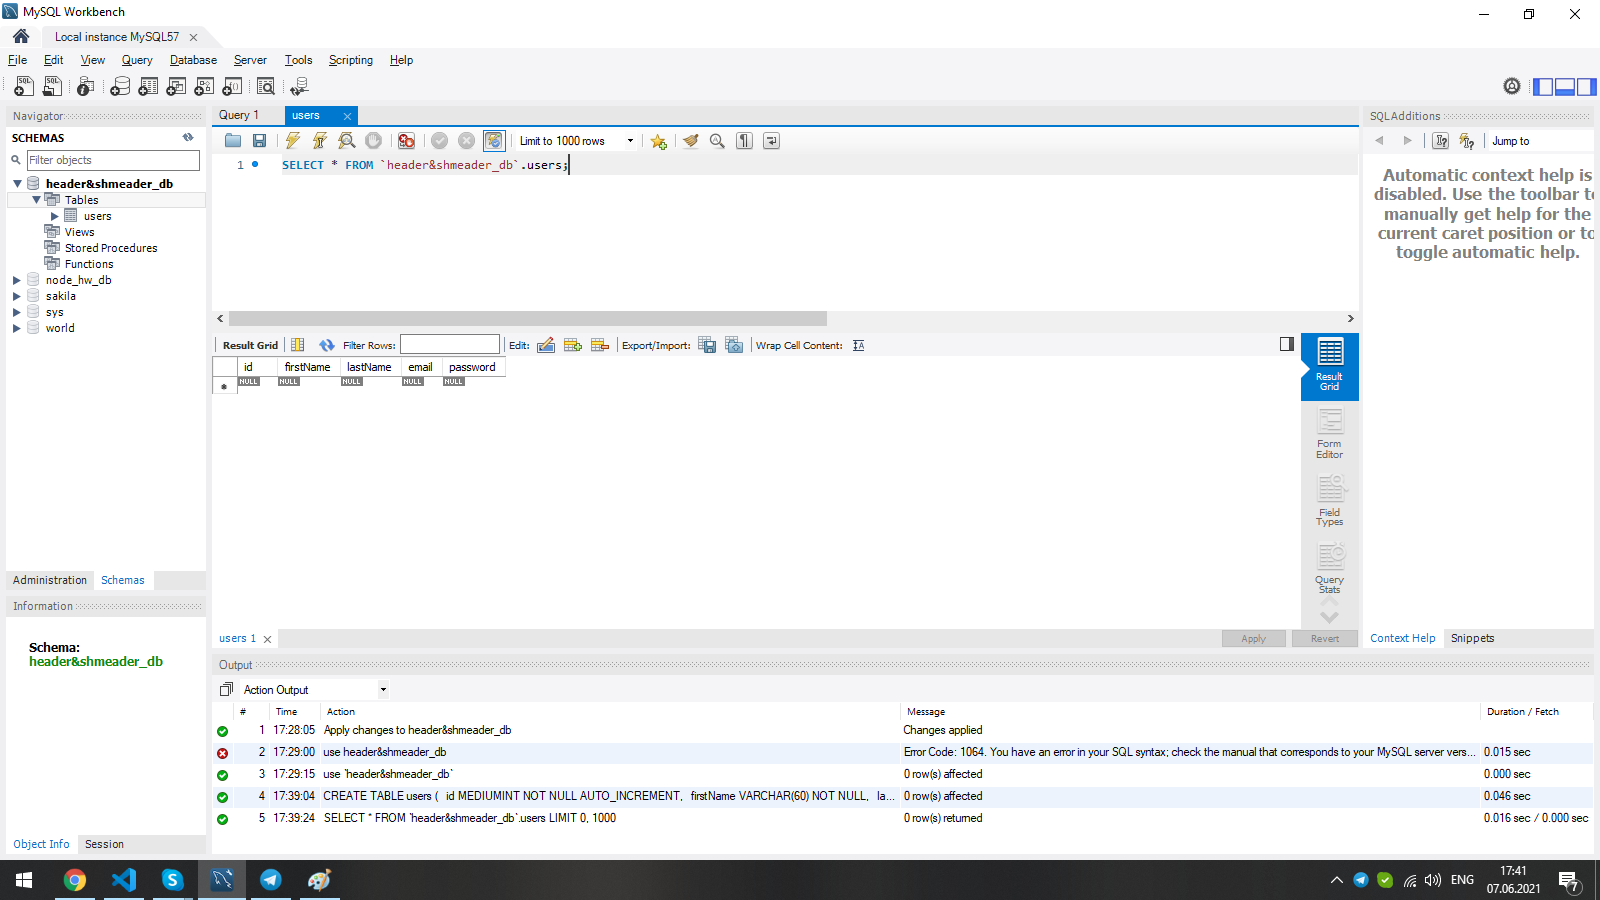 MySQL Workbench
Local instance MySQL57
File Edit View Query Database Server Tools Scripting Help
Navigator
SCHEMAS
Filter objects
header&shmeader_db
Tables
users
Views
Stored Procedures
Functions
node_hw_db
sakila
sys
world
Administration Schemas
Information
Schema:
header&shmeader_db
Object Info Session
Query 1 users
Limit to 1000 rows
1 SELECT * FROM `header&shmeader_db`.users;
Result Grid Filter Rows: Edit: Export/Import: Wrap Cell Content:
id firstName lastName email password
NULL NULL NULL NULL NULL
Result
Grid
Form
Editor
Field
Types
Query
Stats
users 1 Apply Revert
SQLAdditions
Jump to
Automatic context help is
disabled. Use the toolbar to
manually get help for the
current caret position or to
toggle automatic help.
Context Help Snippets
Output
Action Output
# Time Action Message Duration / Fetch
1 17:28:05 Apply changes to header&shmeader_db Changes applied
2 17:29:00 use header&shmeader_db Error Code: 1064. You have an error in your SQL syntax; check the manual that corresponds to your MySQL server vers... 0.015 sec
3 17:29:15 use `header&shmeader_db` 0 row(s) affected 0.000 sec
4 17:39:04 CREATE TABLE users ( id MEDIUMINT NOT NULL AUTO_INCREMENT, firstName VARCHAR(60) NOT NULL, la... 0 row(s) affected 0.046 sec
5 17:39:24 SELECT * FROM `header&shmeader_db`.users LIMIT 0, 1000 0 row(s) returned 0.016 sec / 0.000 sec
ENG 17:41
07.06.2021
7